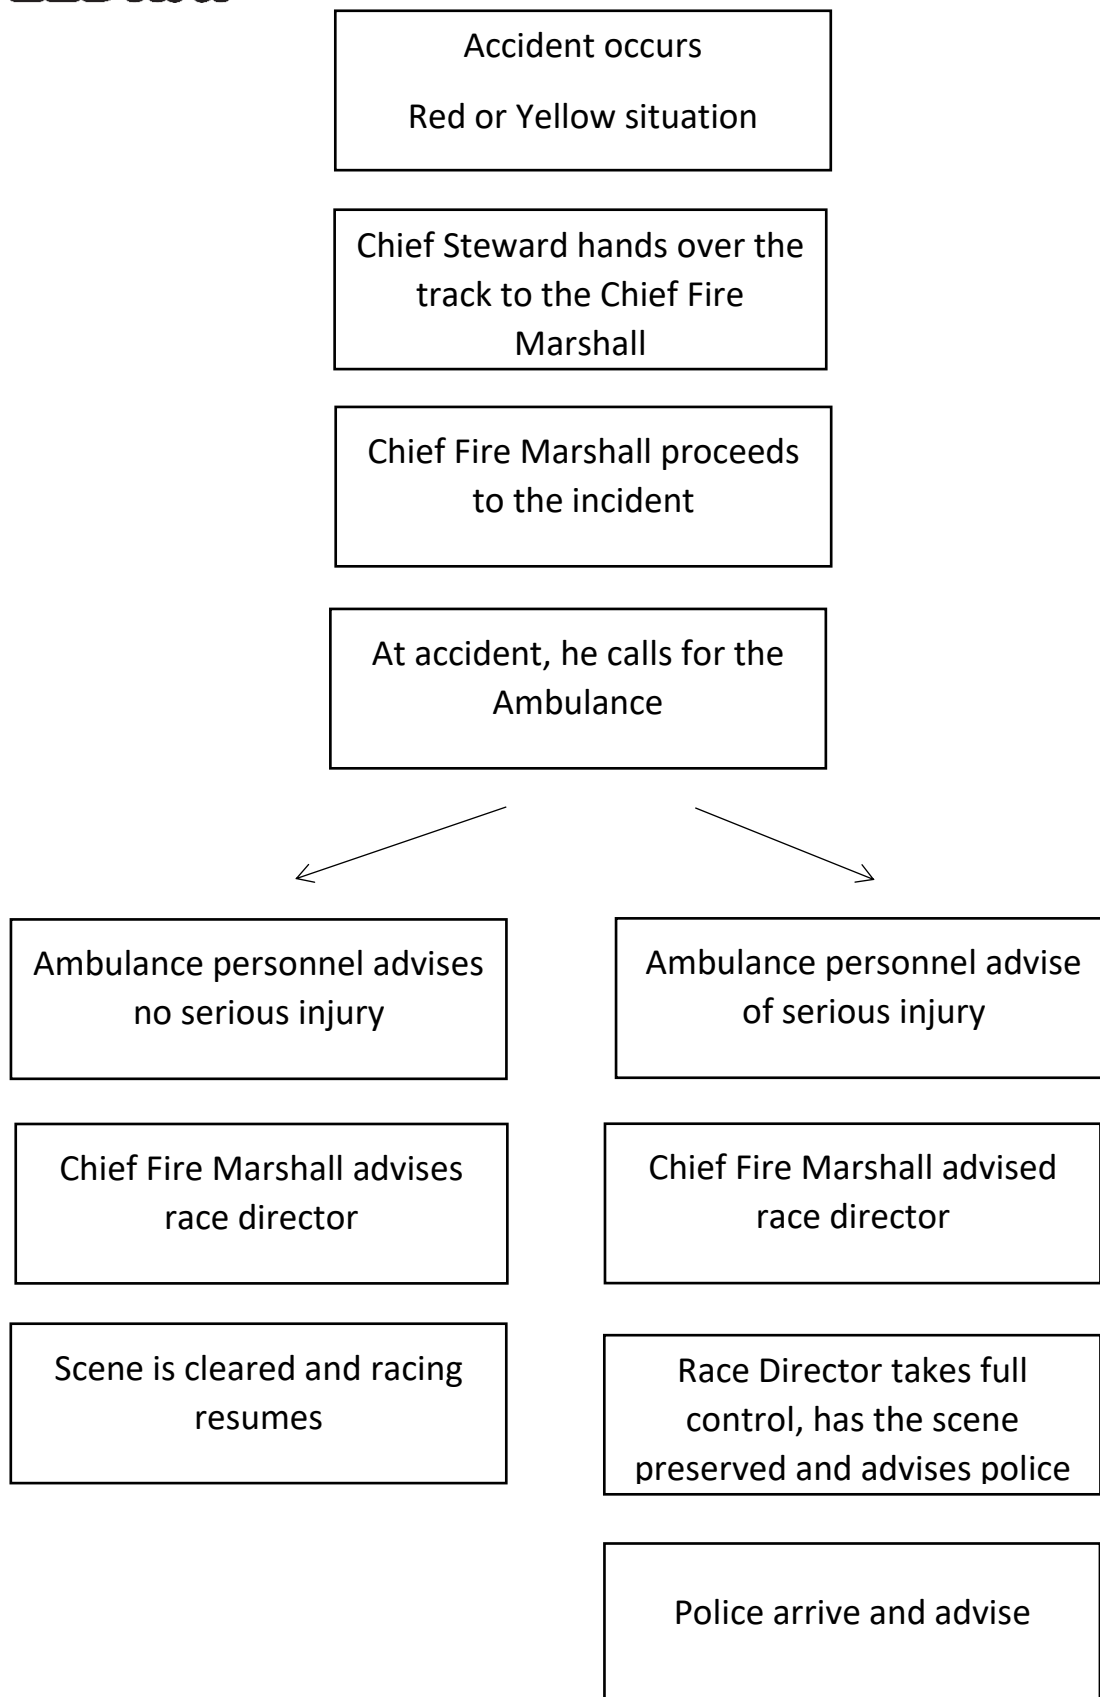 Accident occurs
Red or Yellow situation
Chief Steward hands over the
track to the Chief Fire
Marshall
Chief Fire Marshall proceeds
to the incident
At accident, he calls for the
Ambulance
Ambulance personnel advises
no serious injury
Ambulance personnel advise
of serious injury
Chief Fire Marshall advises
race director
Chief Fire Marshall advised
race director
Scene is cleared and racing
resumes
Race Director takes full
control, has the scene
preserved and advises police
Police arrive and advise